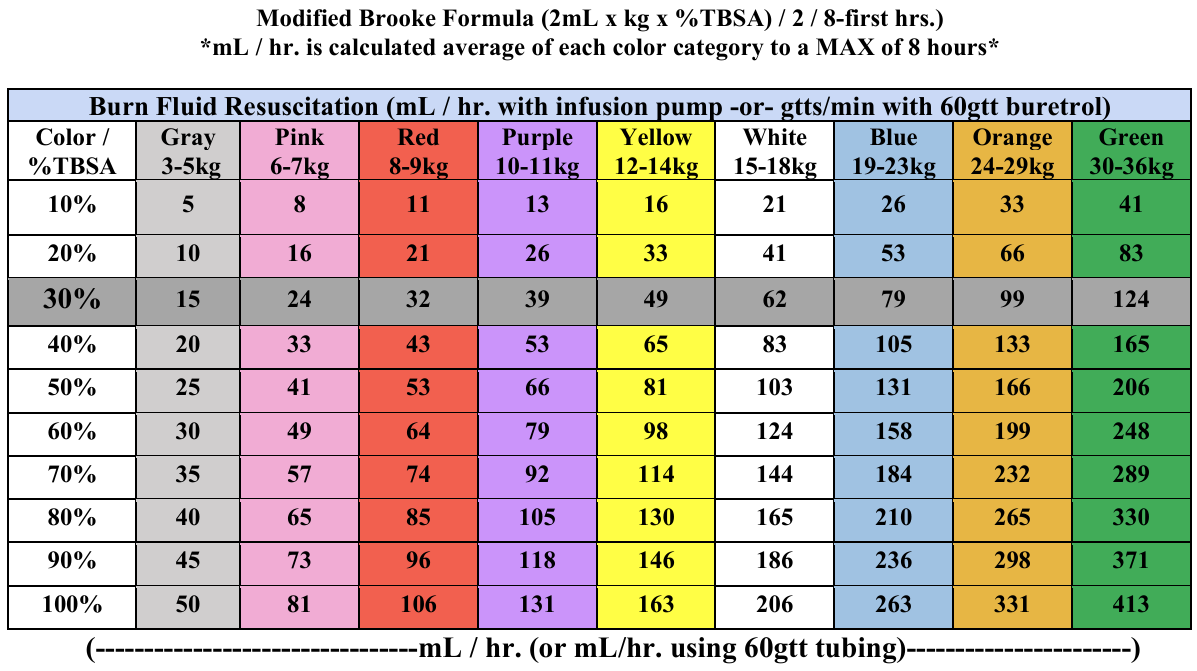 Modified Brooke Formula (2mL x kg x %TBSA) / 2 / 8-first hrs.)
*mL / hr. is calculated average of each color category to a MAX of 8 hours*
Burn Fluid Resuscitation (mL / hr. with infusion pump -or- gtts/min with 60gtt buretrol)
Color / Gray Pink Red Purple Yellow White Blue Orange Green
%TBSA 3-5kg 6-7kg 8-9kg 10-11kg 12-14kg 15-18kg 19-23kg 24-29kg 30-36kg
10% 5 8 11 13 16 21 26 33 41
20% 10 16 21 26 33 41 53 66 83
30% 15 24 32 39 49 62 79 99 124
40% 20 33 43 53 65 83 105 133 165
50% 25 41 53 66 81 103 131 166 206
60% 30 49 64 79 98 124 158 199 248
70% 35 57 74 92 114 144 184 232 289
80% 40 65 85 105 130 165 210 265 330
90% 45 73 96 118 146 186 236 298 371
100% 50 81 106 131 163 206 263 331 413
(---------------------------------mL / hr. (or mL/hr. using 60gtt tubing)-----------------------)